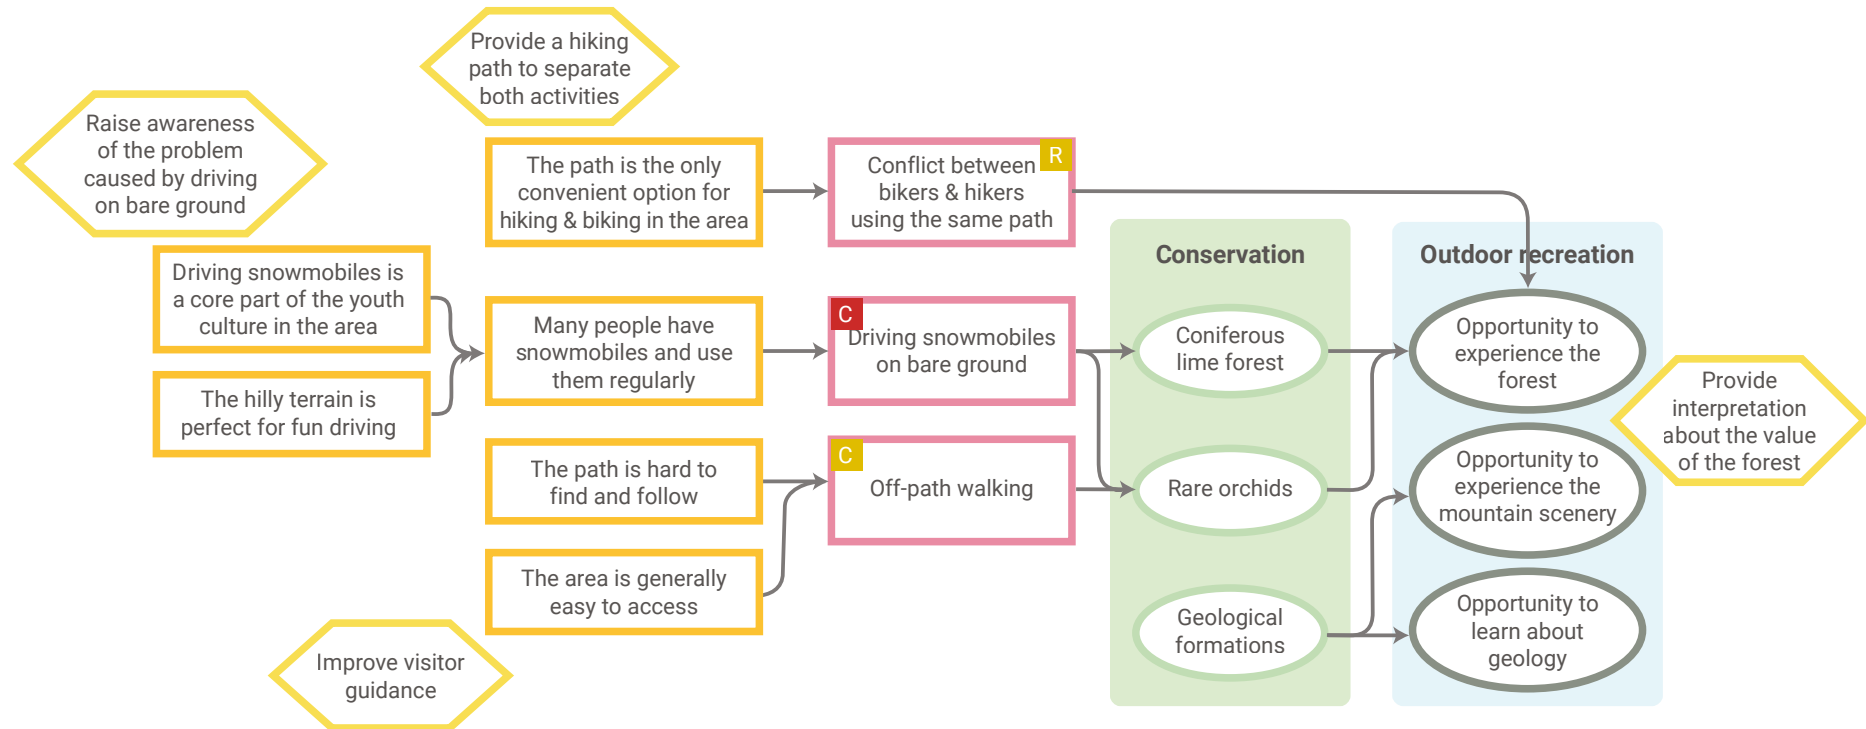 Provide a hiking
path to separate
both activities
Raise awareness
of the problem
caused by driving
on bare ground
The path is the only
convenient option for
hiking & biking in the area
R
Conflict between
bikers & hikers
using the same path
Conservation
Outdoor recreation
Driving snowmobiles is
a core part of the youth
culture in the area
The hilly terrain is
perfect for fun driving
Many people have
snowmobiles and use
them regularly
C
Driving snowmobiles
on bare ground
Coniferous
lime forest
Opportunity to
experience the
forest
Provide
interpretation
about the value
of the forest
The path is hard to
find and follow
C
Off-path walking
Rare orchids
Opportunity to
experience the
mountain scenery
The area is generally
easy to access
Geological
formations
Opportunity to
learn about
geology
Improve visitor
guidance